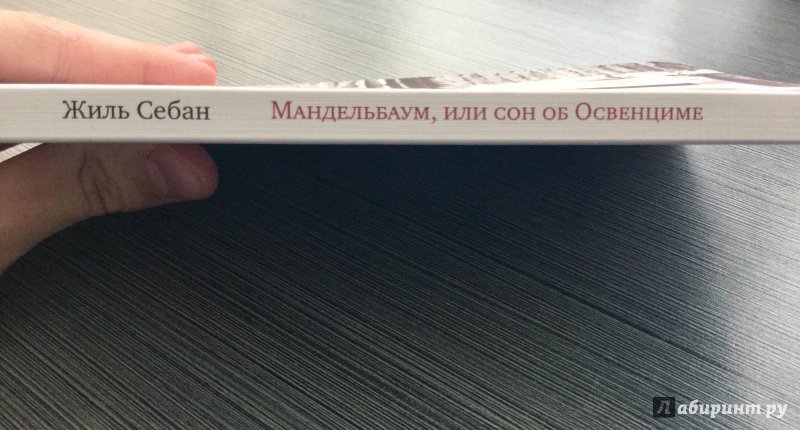 Жиль Себан Мандельбаум, или сон об Освенциме
Лабиринт.ру